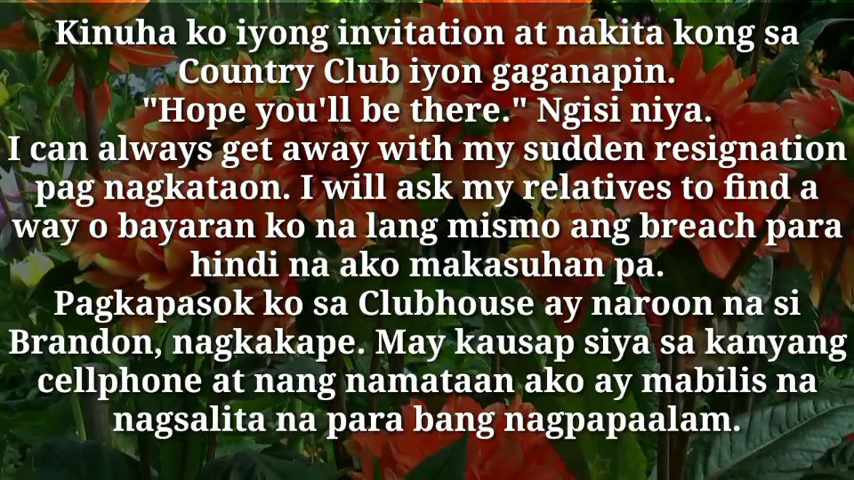 Kinuha ko iyong invitation at nakita kong sa
Country Club iyon gaganapin.
"Hope you'll be there." Ngisi niya.
I can always get away with my sudden resignation
pag nagkataon. I will ask my relatives to find a
way o bayaran ko na lang mismo ang breach para
hindi na ako makasuhan pa.
Pagkapasok ko sa Clubhouse ay naroon na si
Brandon, nagkakape. May kausap siya sa kanyang
cellphone at nang namataan ako ay mabilis na
nagsalita na para bang nagpapaalam.